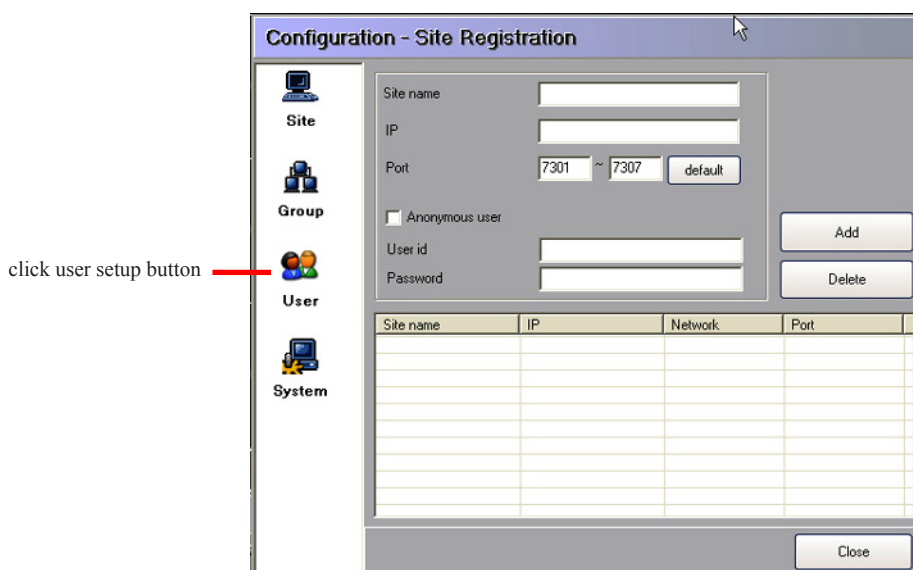 Configuration - Site Registration
Site
Group
click user setup button
User
System
Site name
IP
Port 7301 ~ 7307 default
Anonymous user
User id
Password
Add
Delete
Site name IP Network Port
Close